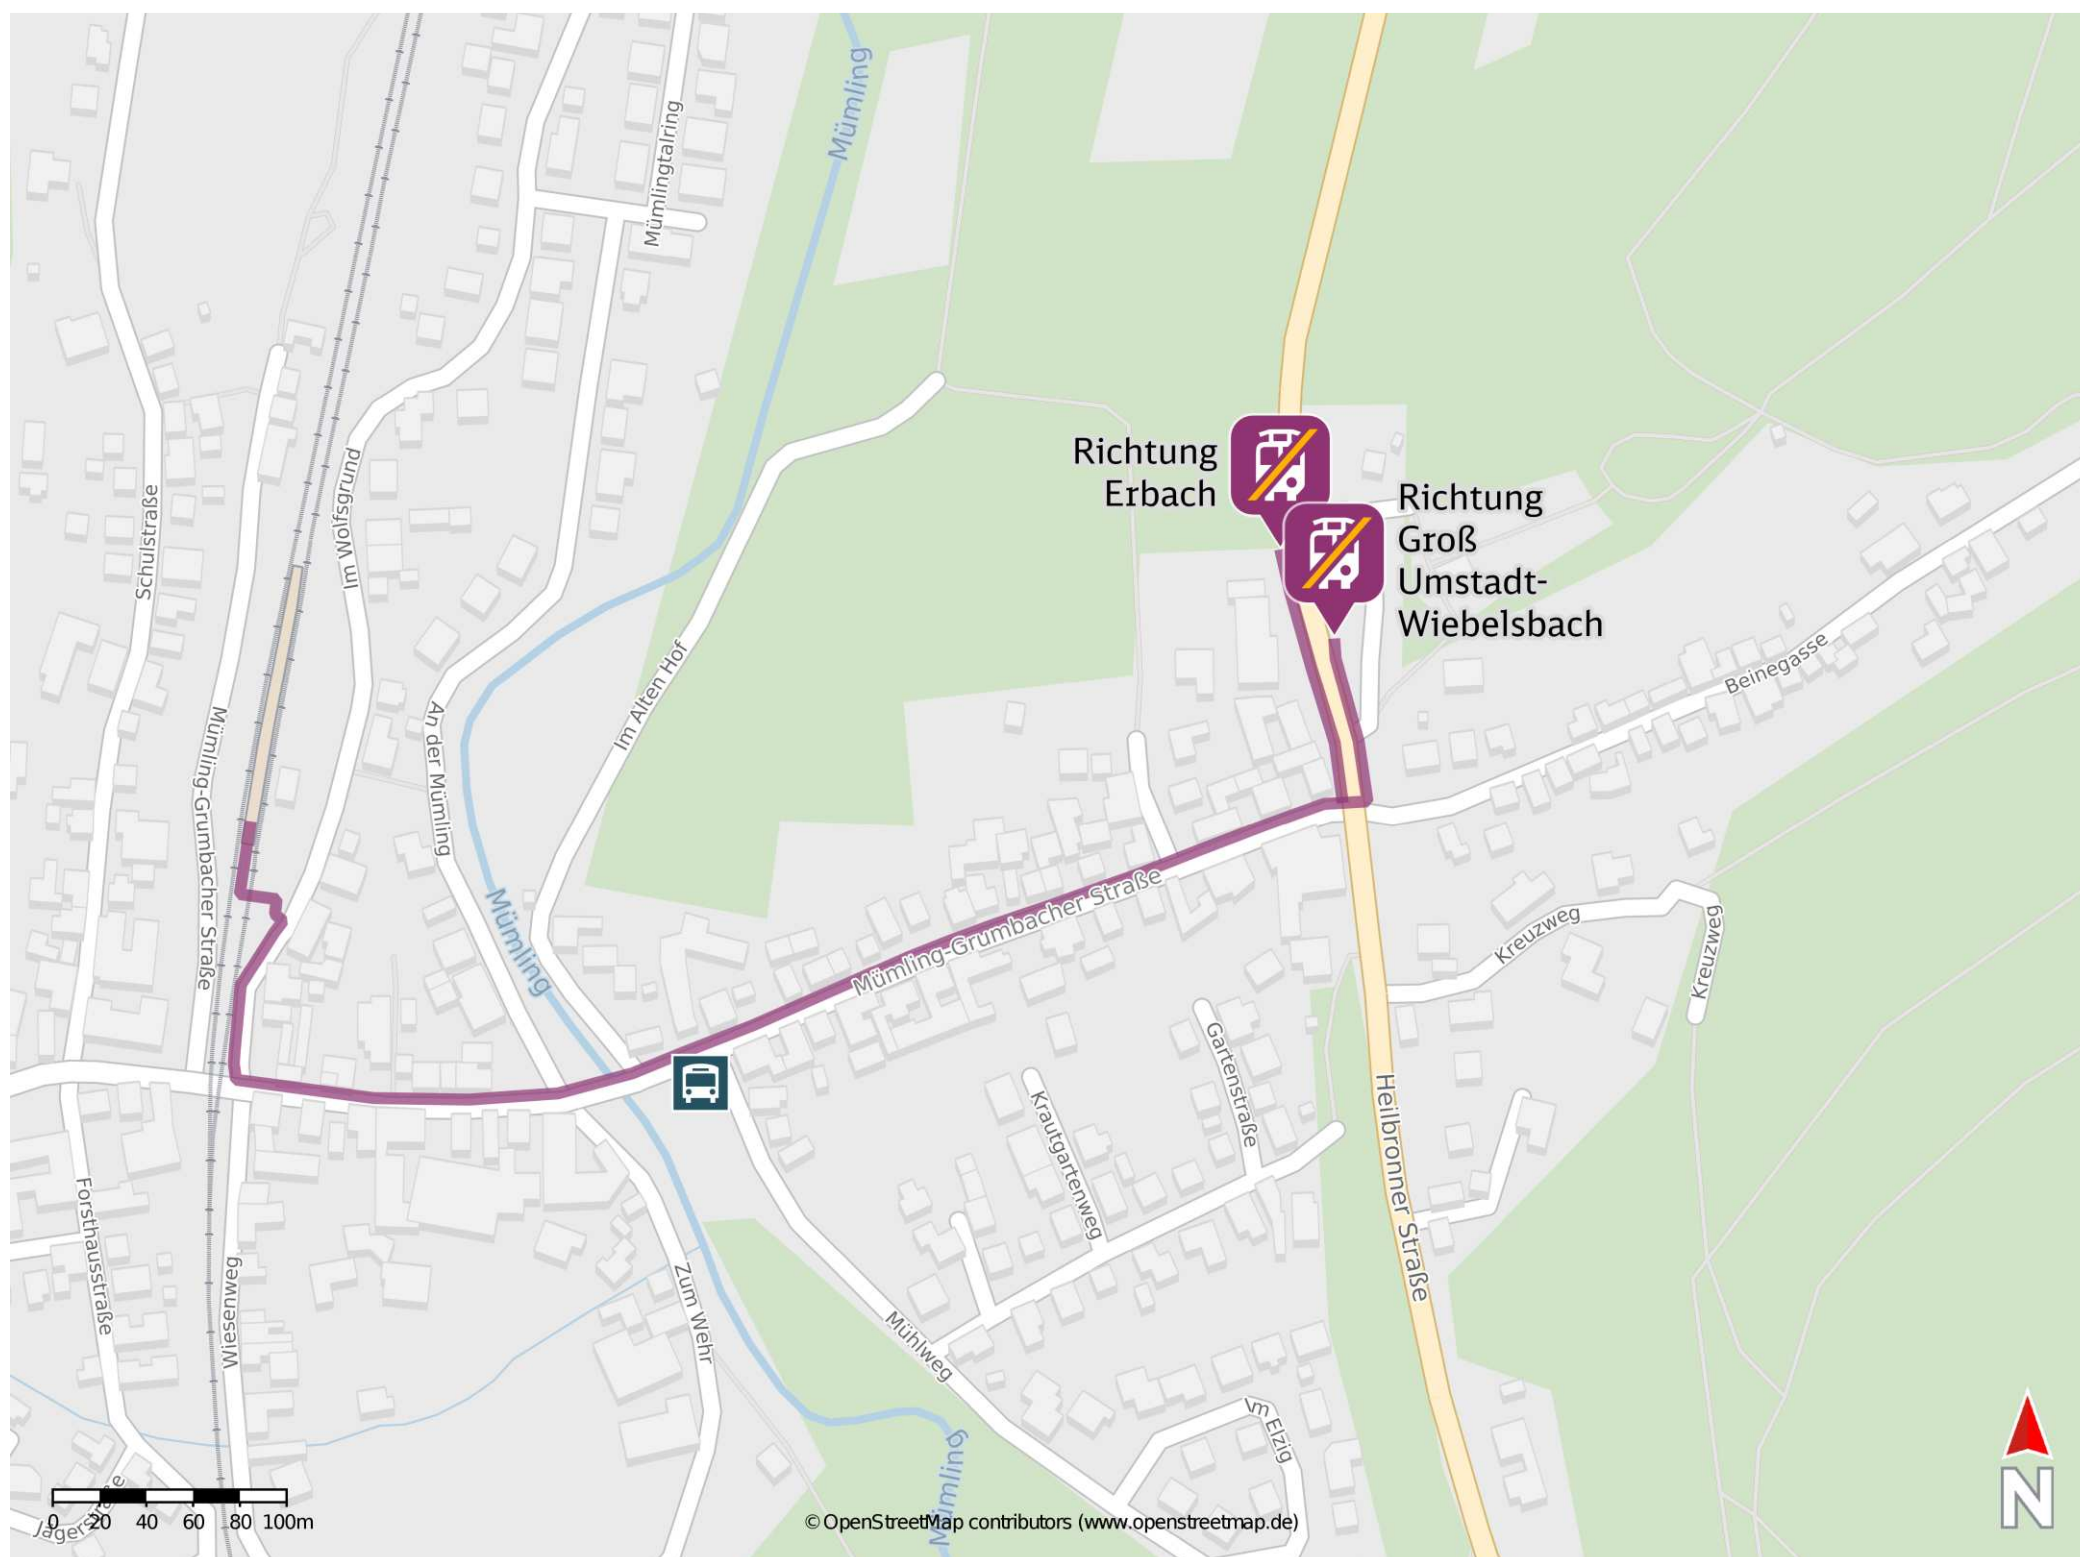 Mümling
Mümlingtalring
Richtung
Erbach
Richtung
Groß
Umstadt-
Wiebelsbach
Schulstraße
Im Wolfsgrund
Mümling-Grumbacher Straße
An der Mümling
Im Alten Hof
Beinegasse
Mümling
Mümling-Grumbacher Straße
Kreuzweg
Kreuzweg
Gartenstraße
Krautgartenweg
Heilbronner Straße
Forsthausstraße
Wiesenweg
Zum Wehr
Mühlweg
Im Elzig
Mümling
Jägerstraße
0 20 40 60 80 100m
© OpenStreetMap contributors (www.openstreetmap.de)
N